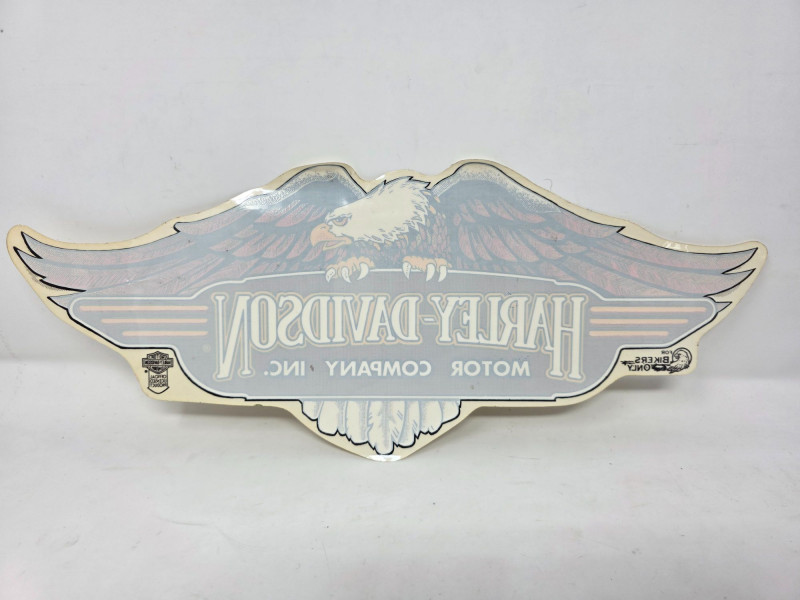 HARLEY-DAVIDSON
MOTOR COMPANY INC.
FOR
BIKERS
ONLY